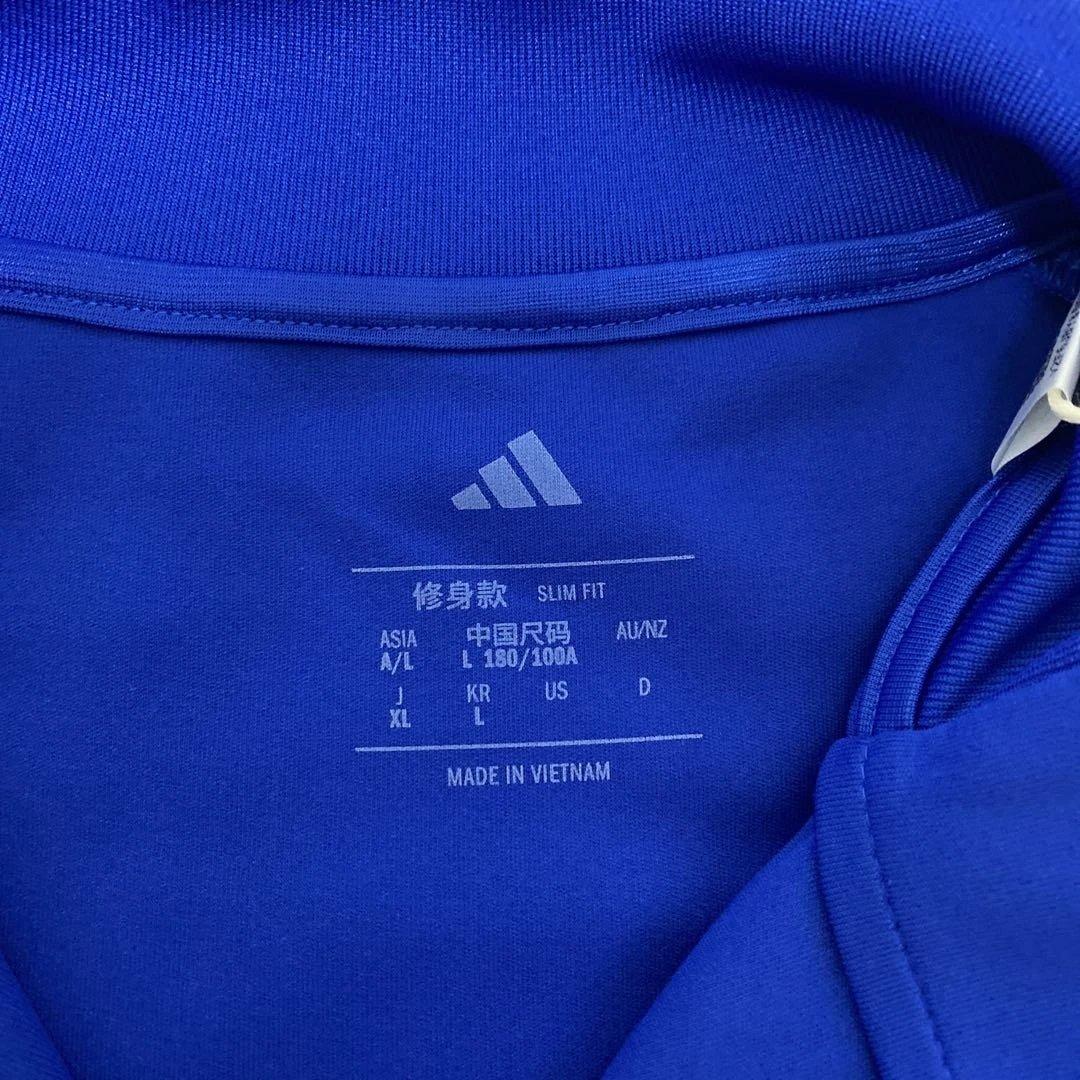 修身款 SLIM FIT
ASIA 中国尺码 AU/NZ
A/L L 180/100A
J KR US D
XL L
MADE IN VIETNAM